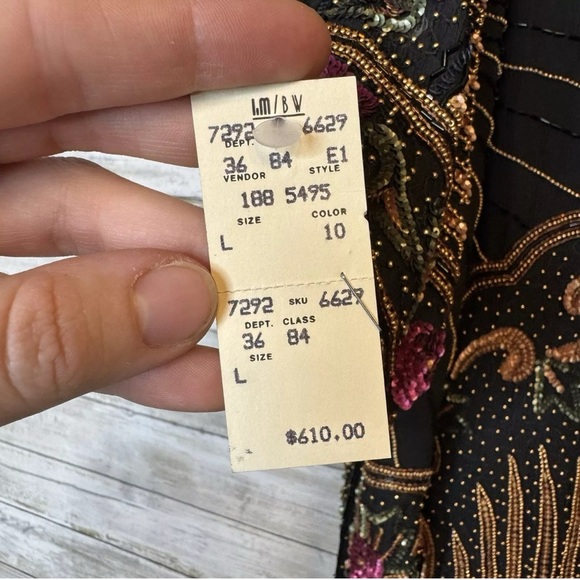 I.M/BW
7292 6629
DEPT.
36 84 E1
VENDOR STYLE
188 5495
SIZE COLOR
L 10
7292 SKU 6629
DEPT. CLASS
36 84
SIZE
L
$610.00